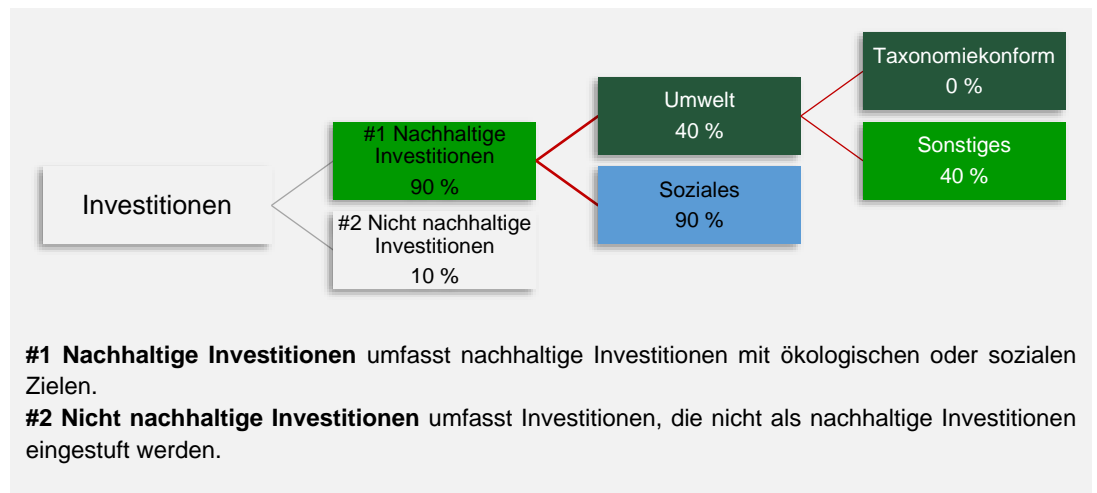 Investitionen
#1 Nachhaltige
Investitionen
90 %
#2 Nicht nachhaltige
Investitionen
10 %
Umwelt
40 %
Soziales
90 %
Taxonomiekonform
0 %
Sonstiges
40 %
#1 Nachhaltige Investitionen umfasst nachhaltige Investitionen mit ökologischen oder sozialen
Zielen.
#2 Nicht nachhaltige Investitionen umfasst Investitionen, die nicht als nachhaltige Investitionen
eingestuft werden.